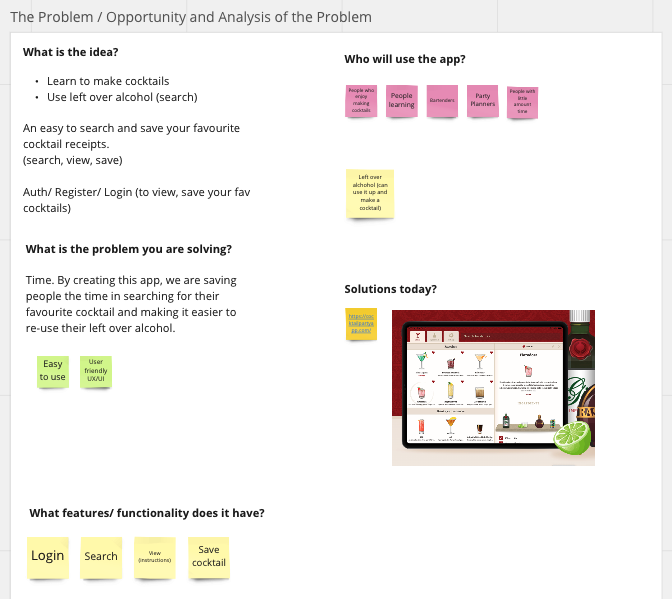 The Problem / Opportunity and Analysis of the Problem
What is the idea?
• Learn to make cocktails
• Use left over alcohol (search)
An easy to search and save your favourite
cocktail receipts.
(search, view, save)
Auth/ Register/ Login (to view, save your fav
cocktails)
What is the problem you are solving?
Time. By creating this app, we are saving
people the time in searching for their
favourite cocktail and making it easier to
re-use their left over alcohol.
Easy
to use
User
friendly
UX/UI
What features/ functionality does it have?
Login
Search
View
(instructions)
Save
cocktail
Who will use the app?
People who
enjoy
making
cocktails
People
learning
Bartenders
Party
Planners
People with
little
amount
time
Left over
alchohol (can
use it up and
make a
cocktail)
Solutions today?